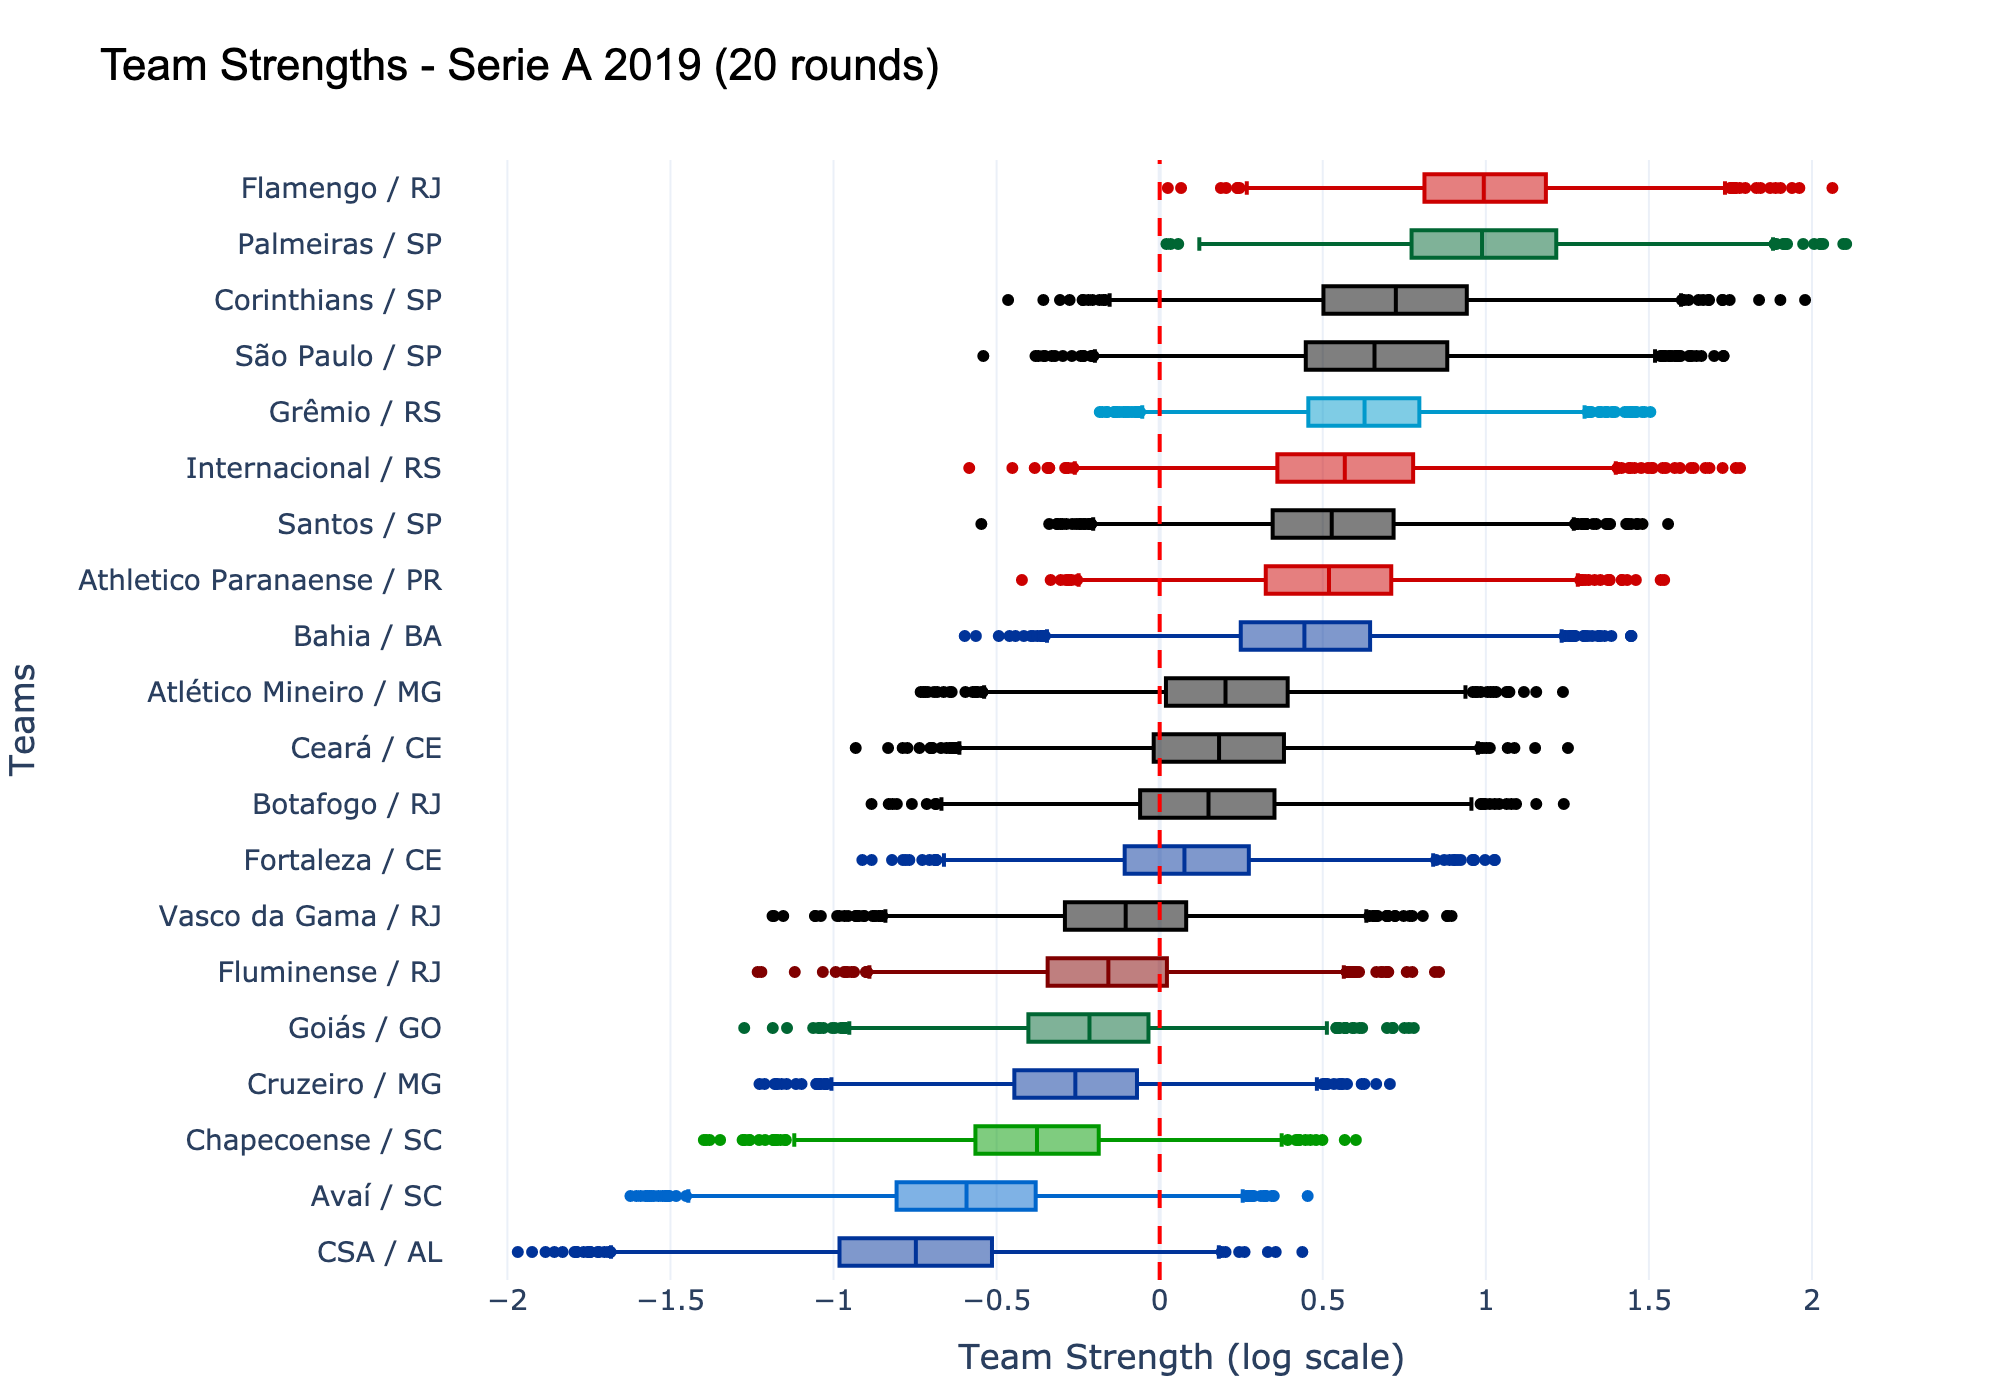 Team Strengths - Serie A 2019 (20 rounds)
Flamengo / RJ
Palmeiras / SP
Corinthians / SP
São Paulo / SP
Grêmio / RS
Internacional / RS
Santos / SP
Athletico Paranaense / PR
Bahia / BA
Atlético Mineiro / MG
Ceará / CE
Botafogo / RJ
Fortaleza / CE
Vasco da Gama / RJ
Fluminense / RJ
Goiás / GO
Cruzeiro / MG
Chapecoense / SC
Avaí / SC
CSA / AL
Teams
−2 −1.5 −1 −0.5 0 0.5 1 1.5 2
Team Strength (log scale)